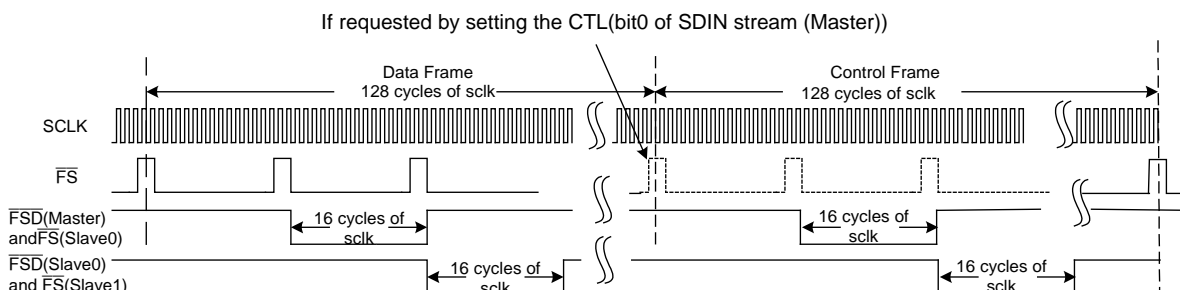 If requested by setting the CTL(bit0 of SDIN stream (Master))
Data Frame
128 cycles of sclk
Control Frame
128 cycles of sclk
SCLK
FS
FSD(Master)
andFS(Slave0)
16 cycles of
sclk
16 cycles of
sclk
FSD(Slave0)
and FS(Slave1)
16 cycles of
sclk
16 cycles of
sclk